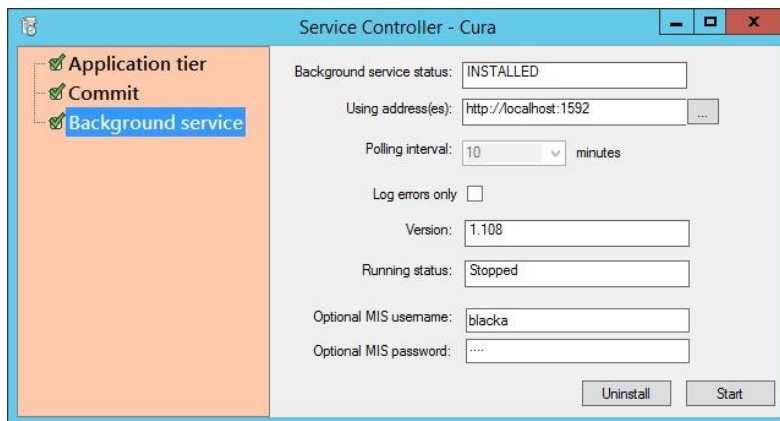 Service Controller - Cura
Application tier
Commit
Background service
Background service status: INSTALLED
Using address(es): http://localhost:1592 ...
Polling interval: 10 minutes
Log errors only
Version: 1.108
Running status: Stopped
Optional MIS username: blacka
Optional MIS password: ....
Uninstall Start